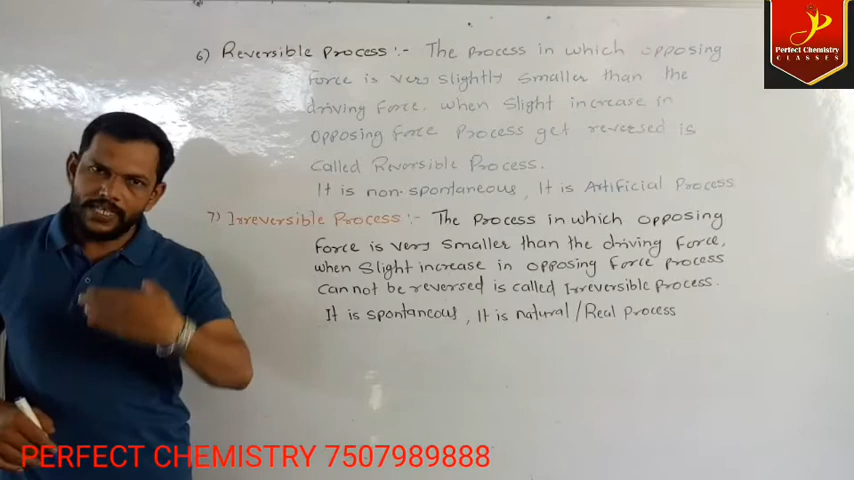 6) Reversible Process :- The process in which opposing
force is very slightly smaller than the
driving force. when slight increase in
opposing force process get reversed is
called Reversible Process.
It is non-spontaneous, It is Artificial Process
7) Irreversible Process :- The process in which opposing
force is very smaller than the driving force,
when slight increase in opposing force process
can not be reversed is called Irreversible process.
It is spontaneous, It is natural/Real process
Perfect Chemistry
CLASSES
PERFECT CHEMISTRY 7507989888